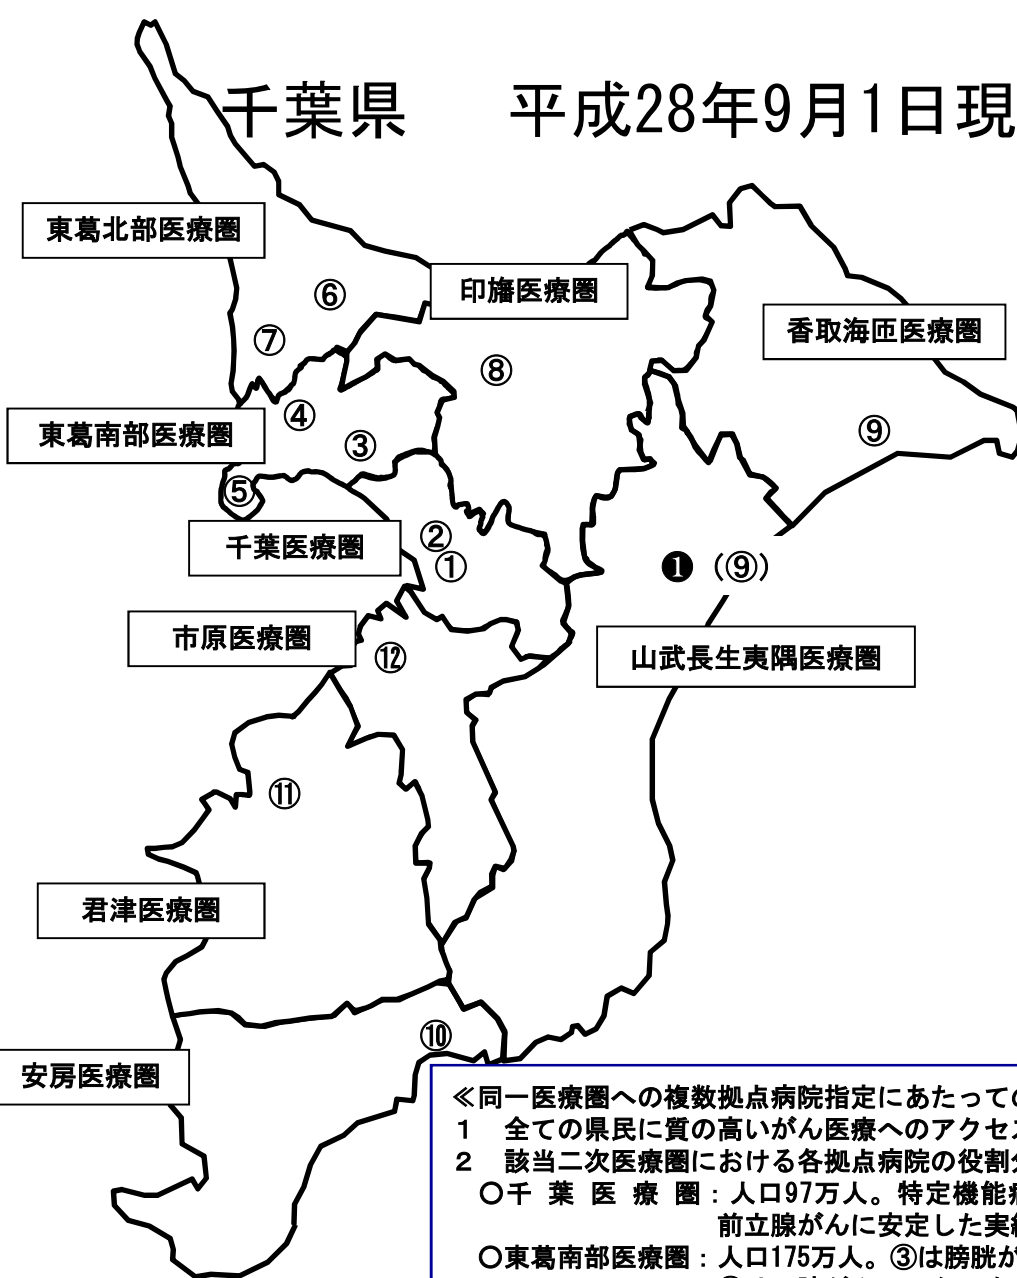 千葉県　　平成28年9月1日現
東葛北部医療圏
印旛医療圏
⑥
香取海匝医療圏
⑦
⑧
④
東葛南部医療圏
③
⑨
⑤
千葉医療圏
②
①
❶（⑨）
市原医療圏
⑫
山武長生夷隅医療圏
⑪
君津医療圏
⑩
安房医療圏
≪同一医療圏への複数拠点病院指定にあたっての
1　全ての県民に質の高いがん医療へのアクセス
2　該当二次医療圏における各拠点病院の役割分
○千 葉 医 療 圏：人口97万人。特定機能病
前立腺がんに安定した実績
○東葛南部医療圏：人口175万人。③は膀胱が